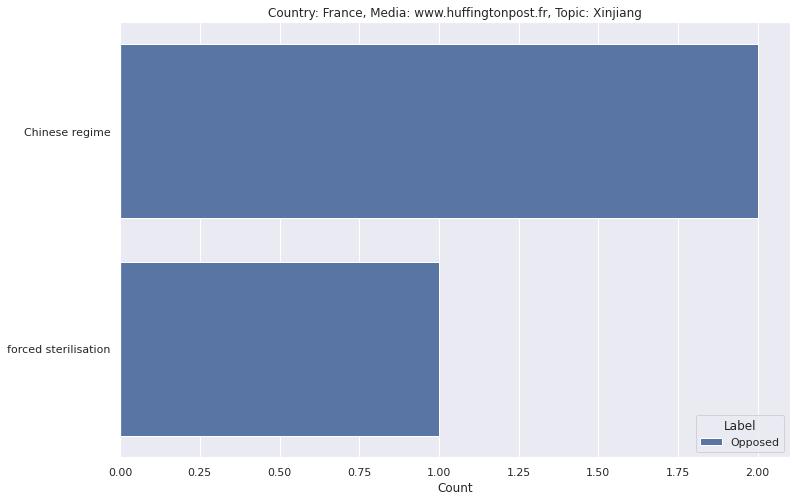 Country: France, Media: www.huffingtonpost.fr, Topic: Xinjiang
Chinese regime
forced sterilisation
Label
Opposed
0.00 0.25 0.50 0.75 1.00 1.25 1.50 1.75 2.00
Count